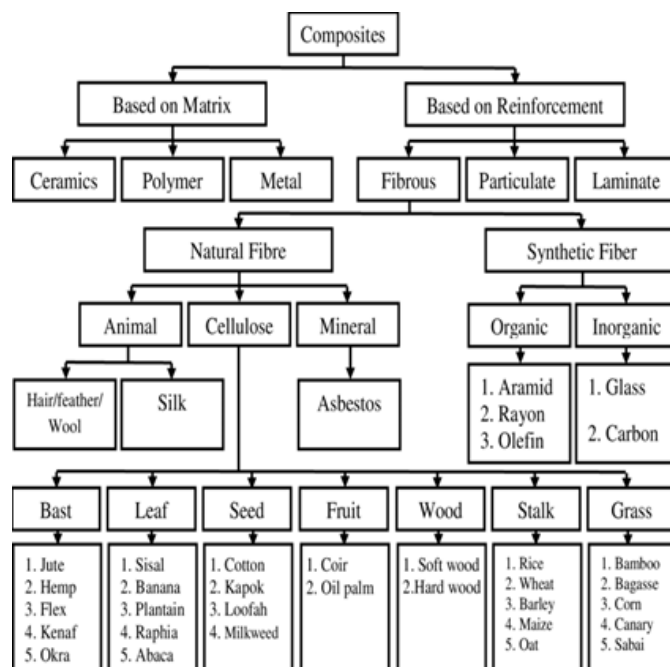 Composites
Based on Matrix
Based on Reinforcement
Ceramics
Polymer
Metal
Fibrous
Particulate
Laminate
Natural Fibre
Synthetic Fiber
Animal
Cellulose
Mineral
Organic
Inorganic
Hair/feather/
Wool
Silk
Asbestos
1. Aramid
2. Rayon
3. Olefin
1. Glass
2. Carbon
Bast
Leaf
Seed
Fruit
Wood
Stalk
Grass
1. Jute
2. Hemp
3. Flex
4. Kenaf
5. Okra
1. Sisal
2. Banana
3. Plantain
4. Raphia
5. Abaca
1. Cotton
2. Kapok
3. Loofah
4. Milkweed
1. Coir
2. Oil palm
1. Soft wood
2.Hard wood
1. Rice
2. Wheat
3. Barley
4. Maize
5. Oat
1. Bamboo
2. Bagasse
3. Corn
4. Canary
5. Sabai